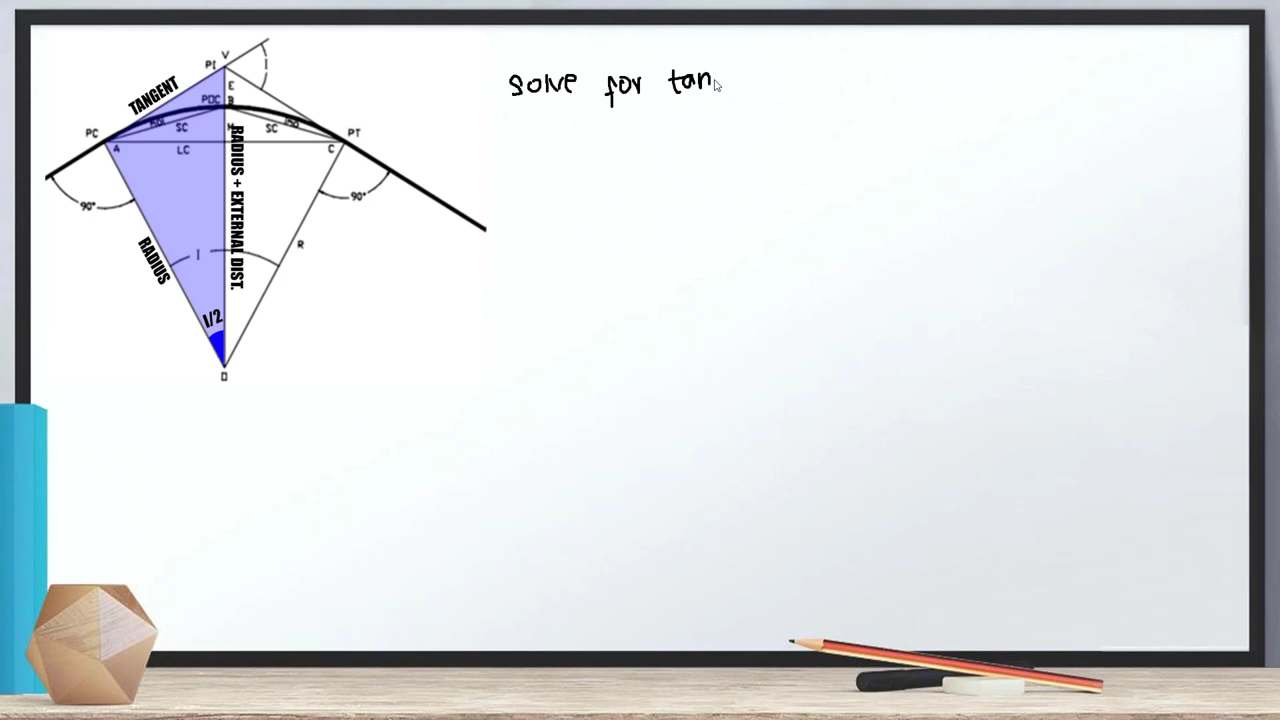 V
PI
I
TANGENT
E
POC
B
SC
SC
PC
PT
A
LC
C
RADIUS + EXTERNAL DIST.
90°
90°
RADIUS
I
R
I/2
O
solve for tan